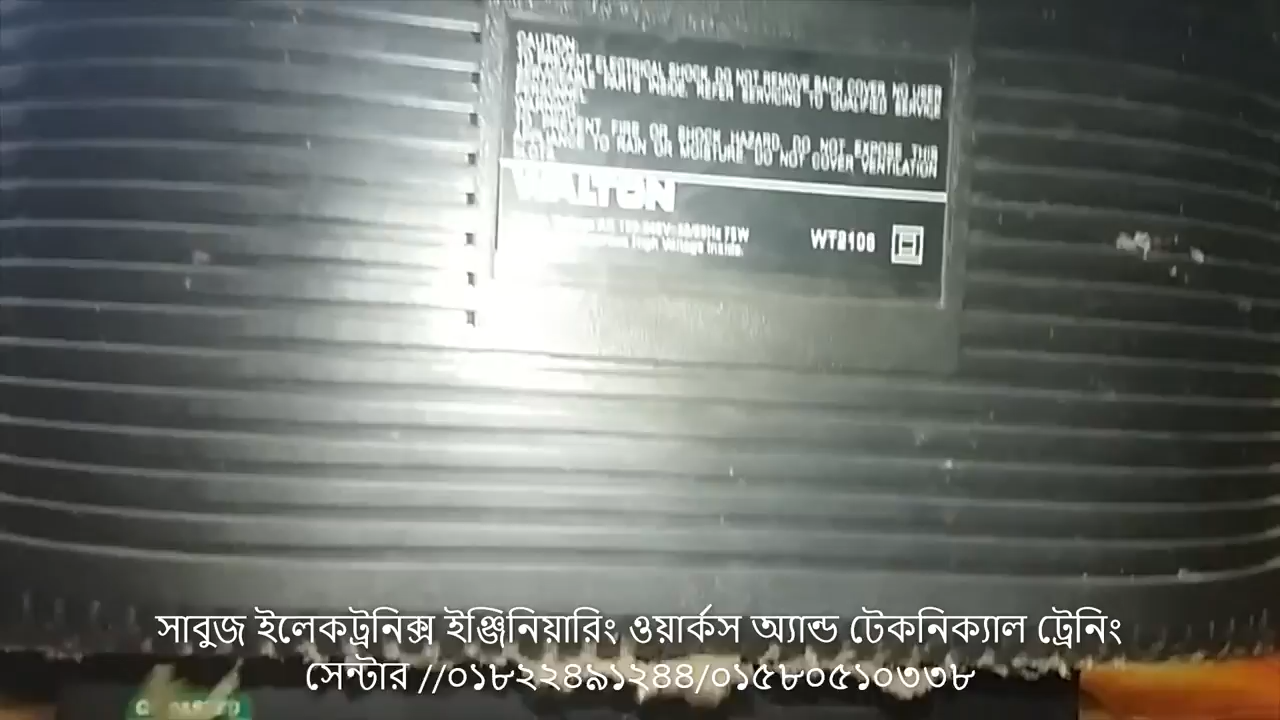 CAUTION:
TO PREVENT ELECTRICAL SHOCK, DO NOT REMOVE BACK COVER. NO USER
SERVICEABLE PARTS INSIDE. REFER SERVICING TO QUALIFIED SERVICE
PERSONNEL
WARNING:
TO PREVENT FIRE OR SHOCK HAZARD, DO NOT EXPOSE THIS
APPLIANCE TO RAIN OR MOISTURE. DO NOT COVER VENTILATION
SLOTS
WALTON
75W
High Voltage Inside.
WT2106
সাবুজ ইলেকট্রনিক্স ইঞ্জিনিয়ারিং ওয়ার্কস অ্যান্ড টেকনিক্যাল ট্রেনিং
সেন্টার //০১৮২২৪৯১২৪৪/০১৫৮০৫১০৩৩৮